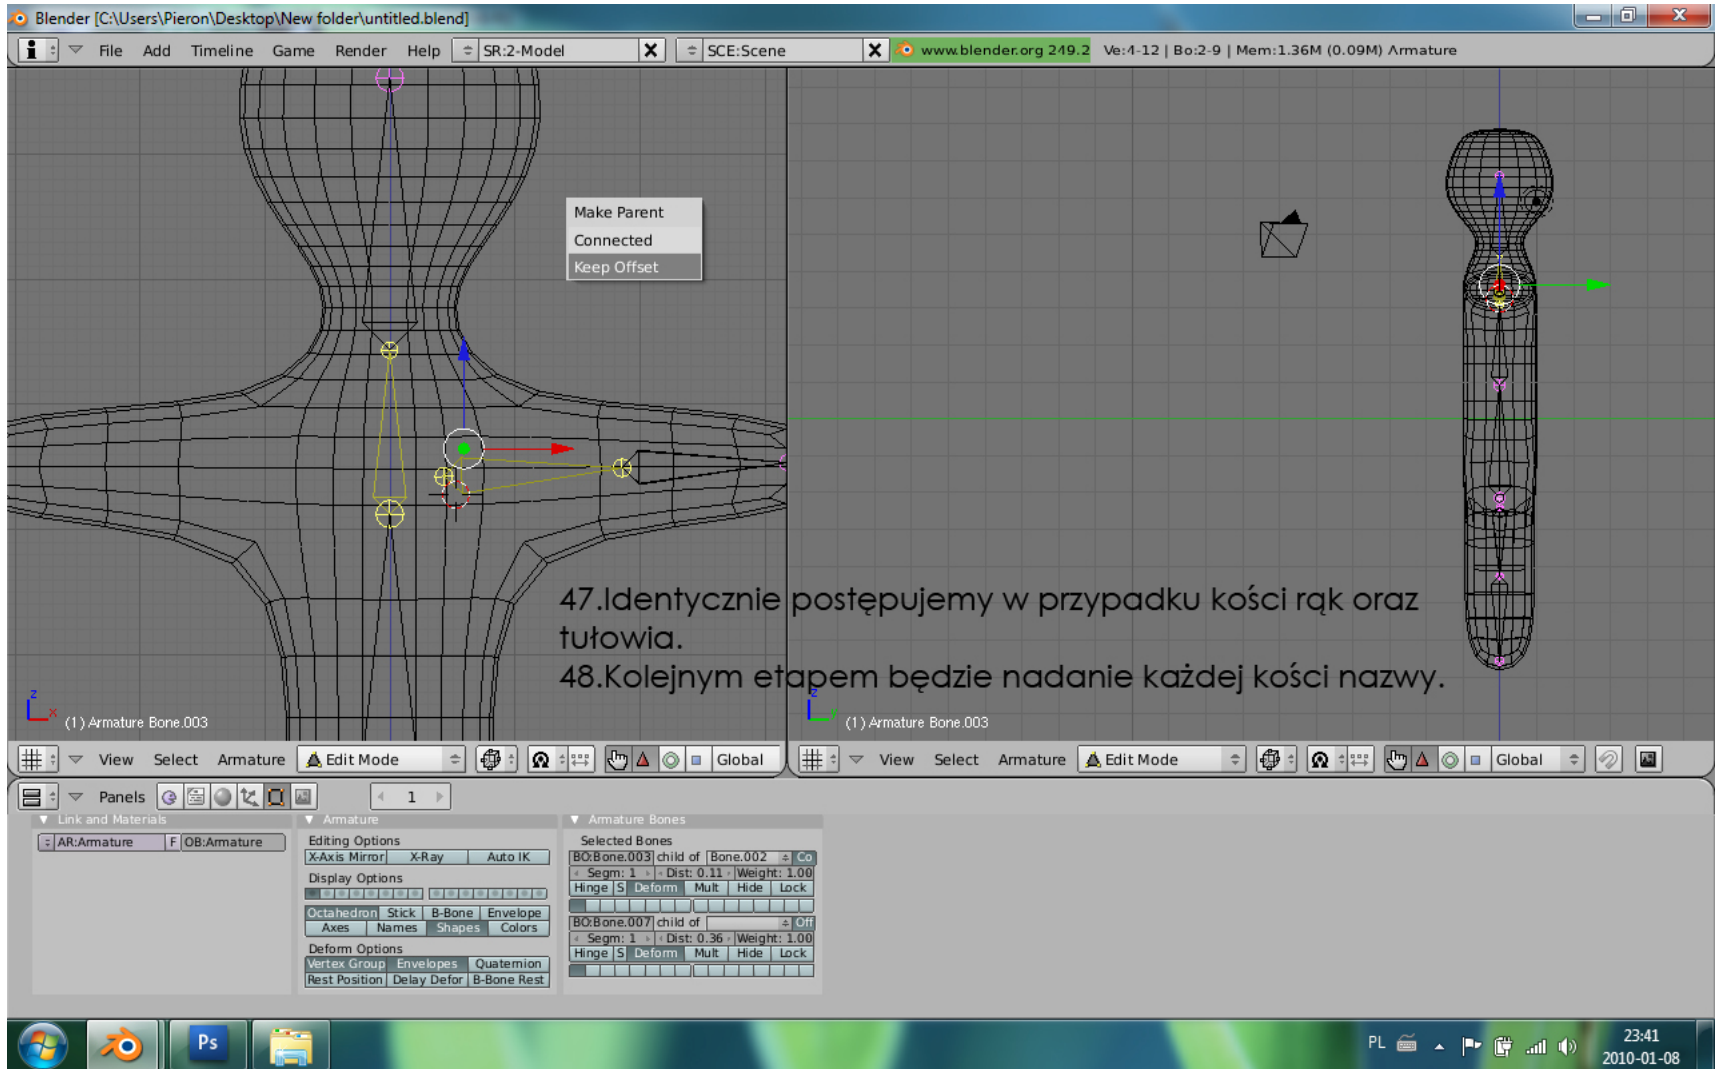 Blender [C:\Users\Pieron\Desktop\New folder\untitled.blend]
File Add Timeline Game Render Help SR:2-Model SCE:Scene www.blender.org 249.2 Ve:4-12 | Bo:2-9 | Mem:1.36M (0.09M) Armature
Make Parent
Connected
Keep Offset
47.Identycznie postępujemy w przypadku kości rąk oraz
tułowia.
48.Kolejnym etapem będzie nadanie każdej kości nazwy.
z
x
(1) Armature Bone.003
z
y
(1) Armature Bone.003
View Select Armature Edit Mode Global
View Select Armature Edit Mode Global
Panels 1
Link and Materials
AR:Armature F OB:Armature
Armature
Editing Options
X-Axis Mirror X-Ray Auto IK
Display Options
Octahedron Stick B-Bone Envelope
Axes Names Shapes Colors
Deform Options
Vertex Group Envelopes Quaternion
Rest Position Delay Defor B-Bone Rest
Armature Bones
Selected Bones
BO:Bone.003 child of Bone.002 Co
Segm: 1 Dist: 0.11 Weight: 1.00
Hinge S Deform Mult Hide Lock
BO:Bone.007 child of Off
Segm: 1 Dist: 0.36 Weight: 1.00
Hinge S Deform Mult Hide Lock
Ps
PL
23:41
2010-01-08